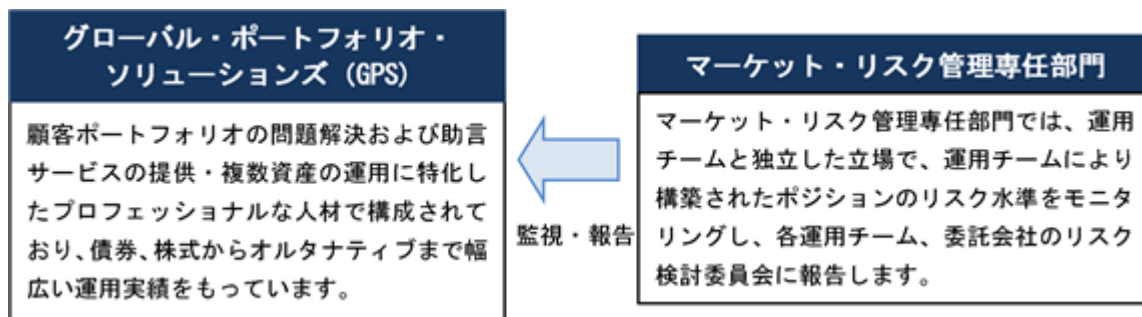 グローバル・ポートフォリオ・
ソリューションズ (GPS)
顧客ポートフォリオの問題解決および助言
サービスの提供・複数資産の運用に特化し
たプロフェッショナルな人材で構成されて
おり、債券、株式からオルタナティブまで幅
広い運用実績をもっています。
監視・報告
マーケット・リスク管理専任部門
マーケット・リスク管理専任部門では、運用
チームと独立した立場で、運用チームにより
構築されたポジションのリスク水準をモニタ
リングし、各運用チーム、委託会社のリスク
検討委員会に報告します。